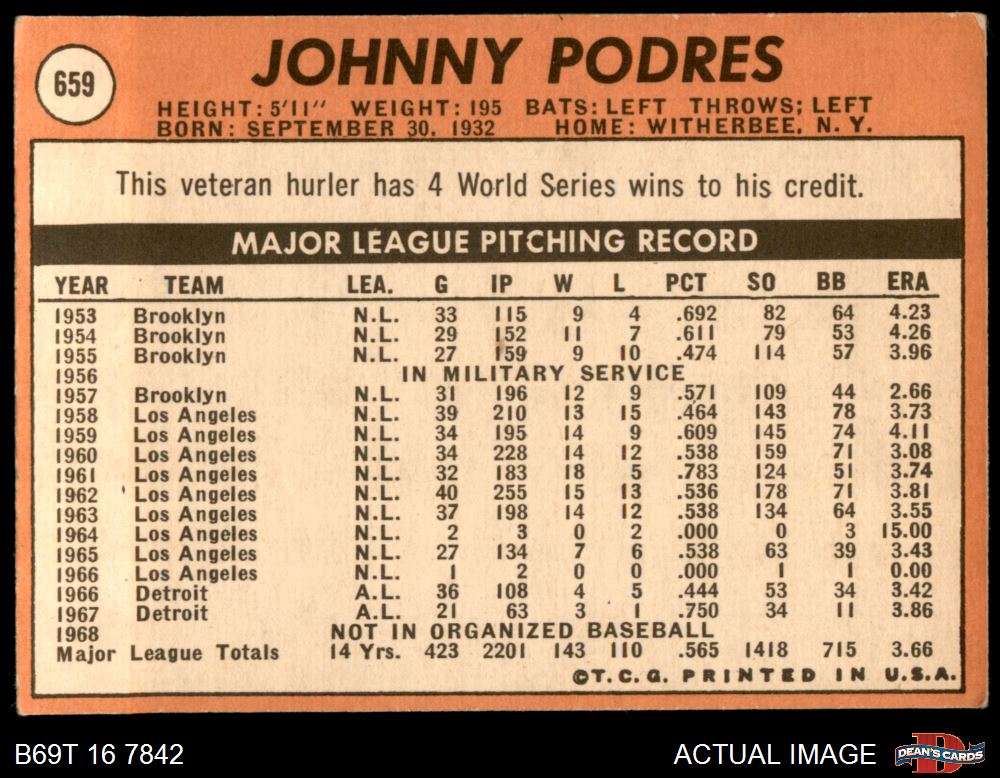 659
JOHNNY PODRES
HEIGHT: 5'11" WEIGHT: 195 BATS: LEFT THROWS: LEFT
BORN: SEPTEMBER 30, 1932 HOME: WITHERBEE, N. Y.
This veteran hurler has 4 World Series wins to his credit.
MAJOR LEAGUE PITCHING RECORD
YEAR TEAM LEA. G IP W L PCT SO BB ERA
1953 Brooklyn N.L. 33 115 9 4 .692 82 64 4.23
1954 Brooklyn N.L. 29 152 11 7 .611 79 53 4.26
1955 Brooklyn N.L. 27 159 9 10 .474 114 57 3.96
1956 IN MILITARY SERVICE
1957 Brooklyn N.L. 31 196 12 9 .571 109 44 2.66
1958 Los Angeles N.L. 39 210 13 15 .464 143 78 3.73
1959 Los Angeles N.L. 34 195 14 9 .609 145 74 4.11
1960 Los Angeles N.L. 34 228 14 12 .538 159 71 3.08
1961 Los Angeles N.L. 32 183 18 5 .783 124 51 3.74
1962 Los Angeles N.L. 40 255 15 13 .536 178 71 3.81
1963 Los Angeles N.L. 37 198 14 12 .538 134 64 3.55
1964 Los Angeles N.L. 2 3 0 2 .000 0 3 15.00
1965 Los Angeles N.L. 27 134 7 6 .538 63 39 3.43
1966 Los Angeles N.L. 1 2 0 0 .000 1 1 0.00
1966 Detroit A.L. 36 108 4 5 .444 53 34 3.42
1967 Detroit A.L. 21 63 3 1 .750 34 11 3.86
1968 NOT IN ORGANIZED BASEBALL
Major League Totals 14 Yrs. 423 2201 143 110 .565 1418 715 3.66
©T.C.G. PRINTED IN U.S.A.
B69T 16 7842 ACTUAL IMAGE DEAN'S CARDS